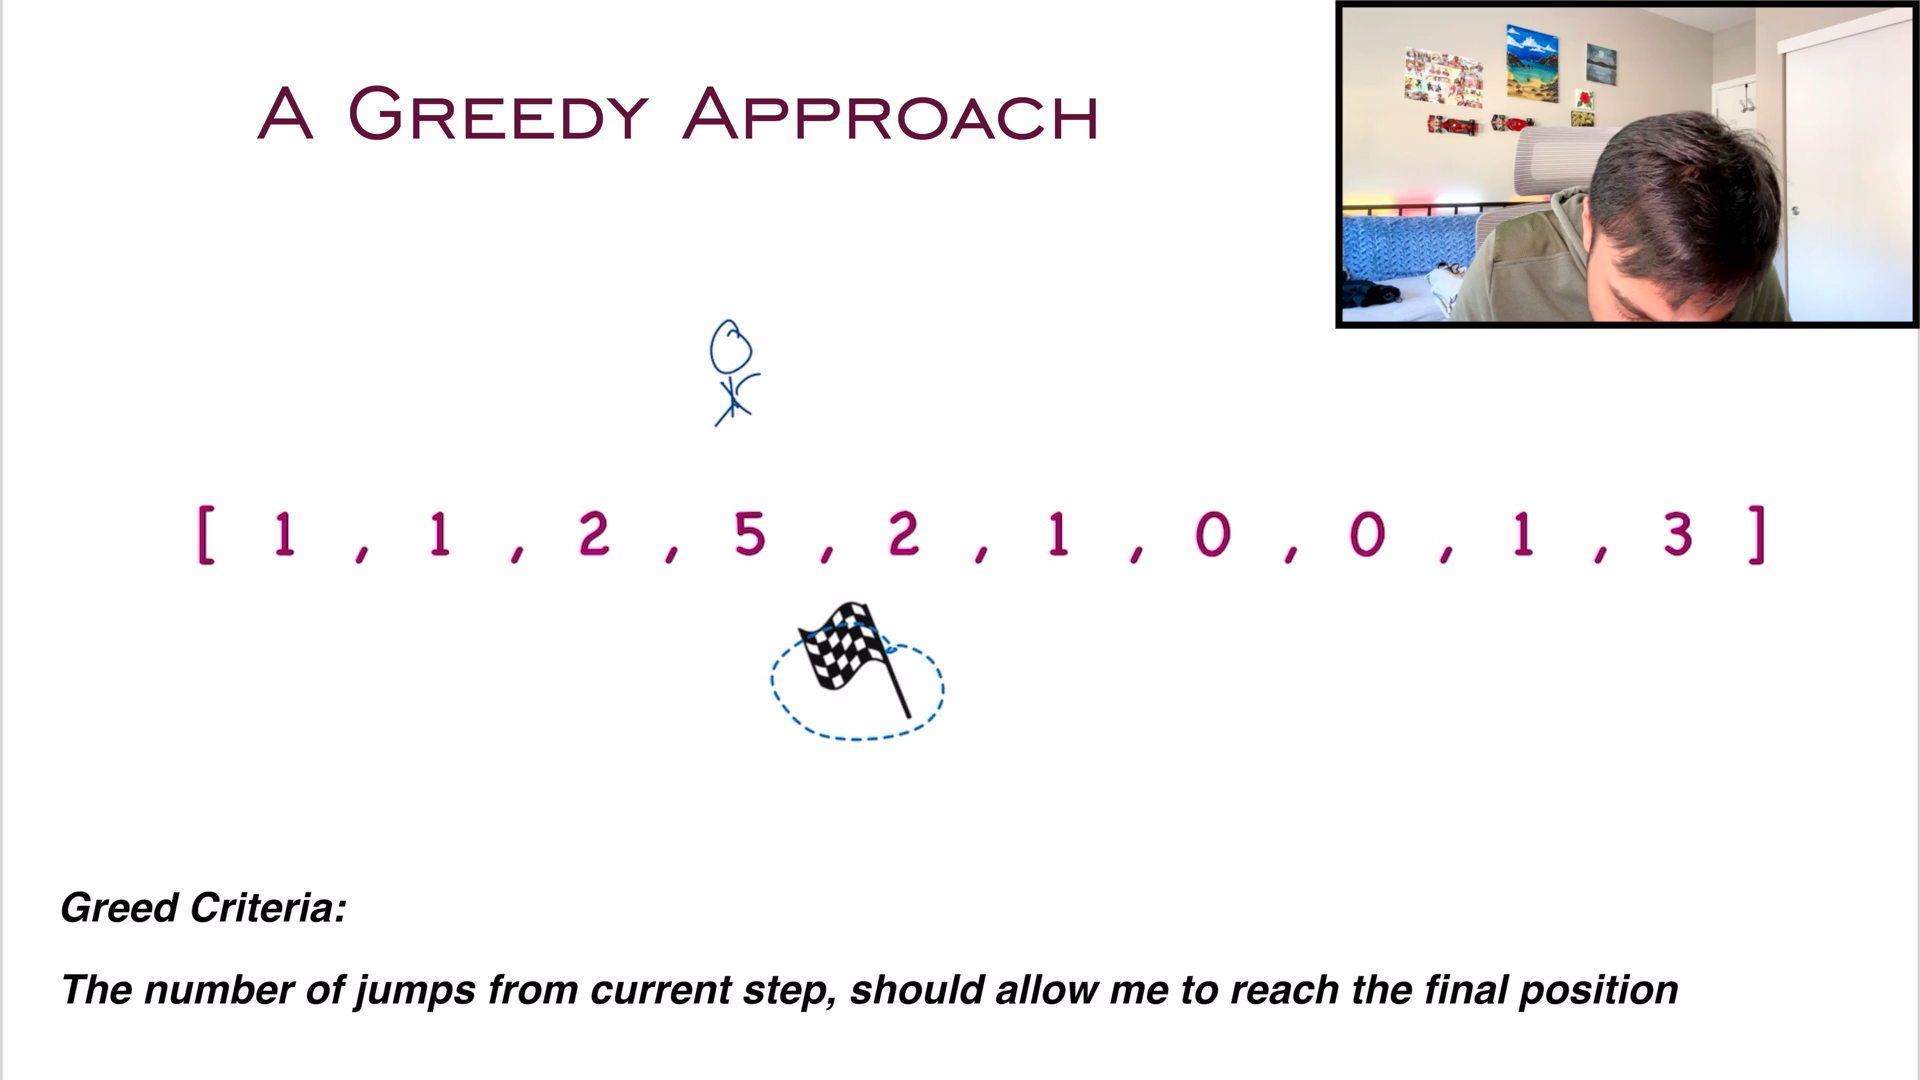 A Greedy Approach
[ 1 , 1 , 2 , 5 , 2 , 1 , 0 , 0 , 1 , 3 ]
Greed Criteria:
The number of jumps from current step, should allow me to reach the final position